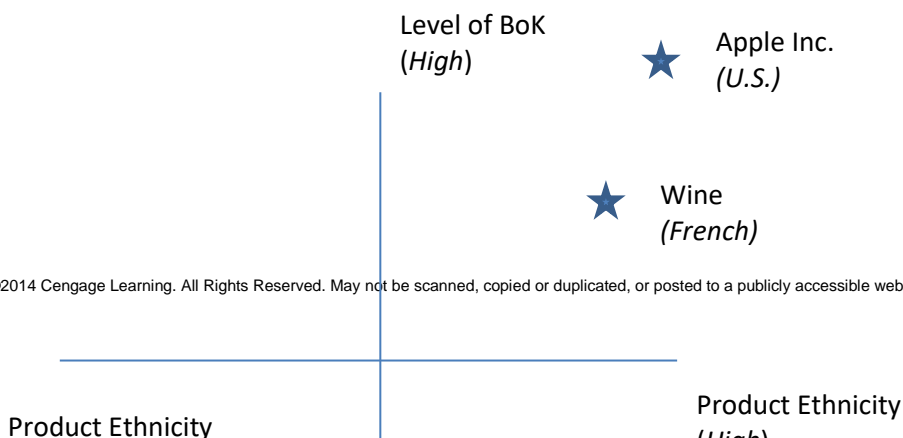 Level of BoK
(High)
Apple Inc.
(U.S.)
Wine
(French)
2014 Cengage Learning. All Rights Reserved. May not be scanned, copied or duplicated, or posted to a publicly accessible web
Product Ethnicity
(High)
Product Ethnicity